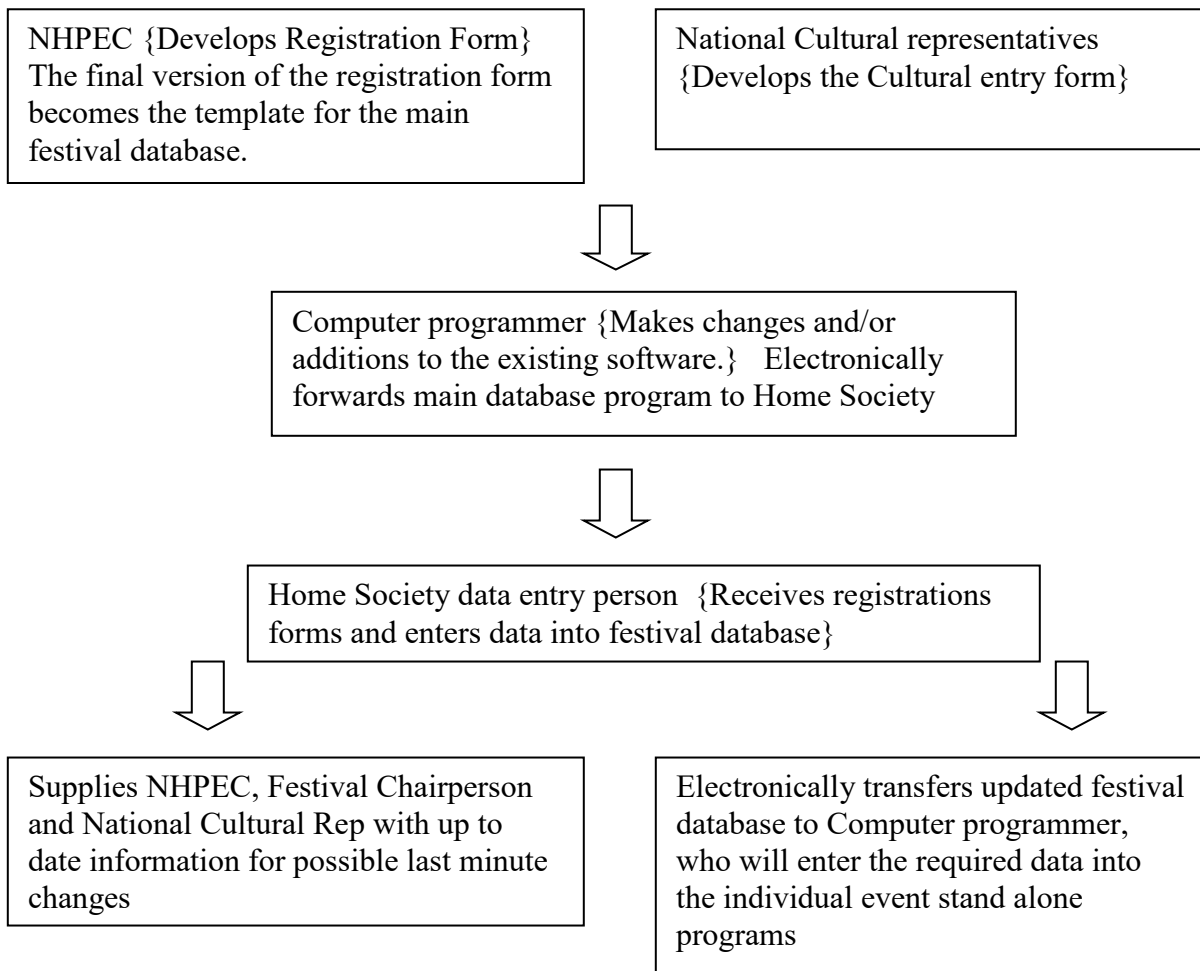 NHPEC {Develops Registration Form}
The final version of the registration form
becomes the template for the main
festival database.
National Cultural representatives
{Develops the Cultural entry form}
Computer programmer {Makes changes and/or
additions to the existing software.}   Electronically
forwards main database program to Home Society
Home Society data entry person  {Receives registrations
forms and enters data into festival database}
Supplies NHPEC, Festival Chairperson
and National Cultural Rep with up to
date information for possible last minute
changes
Electronically transfers updated festival
database to Computer programmer,
who will enter the required data into
the individual event stand alone
programs